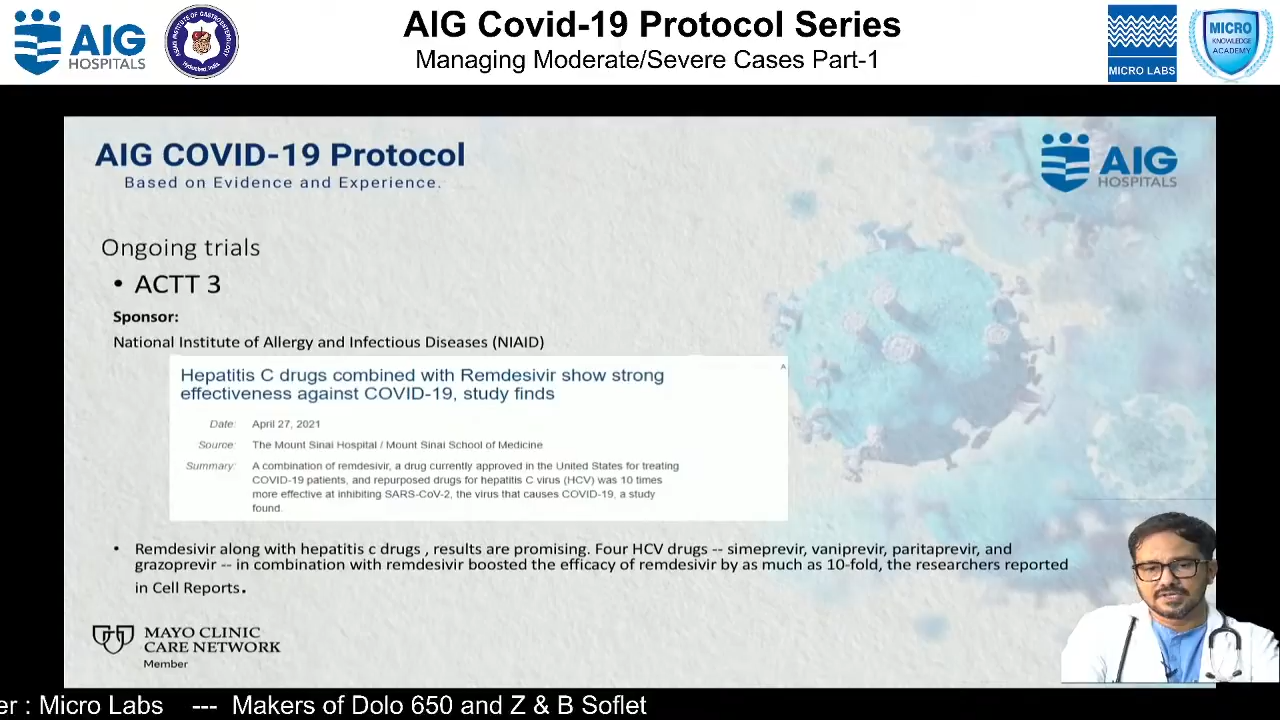 AIG
HOSPITALS
AIG Covid-19 Protocol Series
Managing Moderate/Severe Cases Part-1
MICRO LABS
MICRO
KNOWLEDGE
ACADEMY
AIG COVID-19 Protocol
Based on Evidence and Experience.
AIG
HOSPITALS
Ongoing trials
• ACTT 3
Sponsor:
National Institute of Allergy and Infectious Diseases (NIAID)
Hepatitis C drugs combined with Remdesivir show strong
effectiveness against COVID-19, study finds
Date: April 27, 2021
Source: The Mount Sinai Hospital / Mount Sinai School of Medicine
Summary: A combination of remdesivir, a drug currently approved in the United States for treating
COVID-19 patients, and repurposed drugs for hepatitis C virus (HCV) was 10 times
more effective at inhibiting SARS-CoV-2, the virus that causes COVID-19, a study
found.
• Remdesivir along with hepatitis c drugs , results are promising. Four HCV drugs -- simeprevir, vaniprevir, paritaprevir, and
grazoprevir -- in combination with remdesivir boosted the efficacy of remdesivir by as much as 10-fold, the researchers reported
in Cell Reports.
MAYO CLINIC
CARE NETWORK
Member
er : Micro Labs --- Makers of Dolo 650 and Z & B Soflet